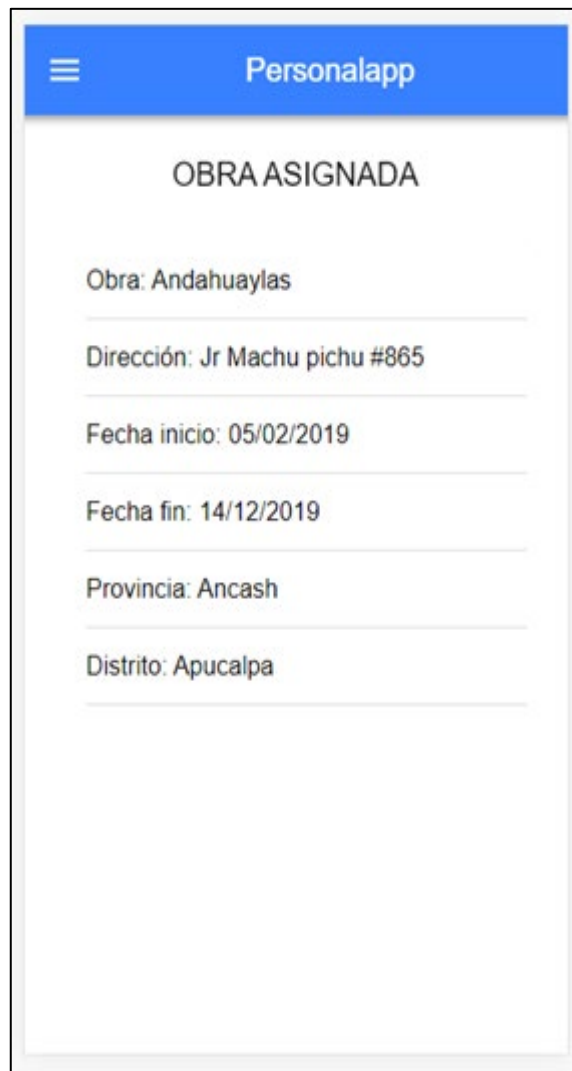 Personalapp
OBRA ASIGNADA
Obra: Andahuaylas
Dirección: Jr Machu pichu #865
Fecha inicio: 05/02/2019
Fecha fin: 14/12/2019
Provincia: Ancash
Distrito: Apucalpa